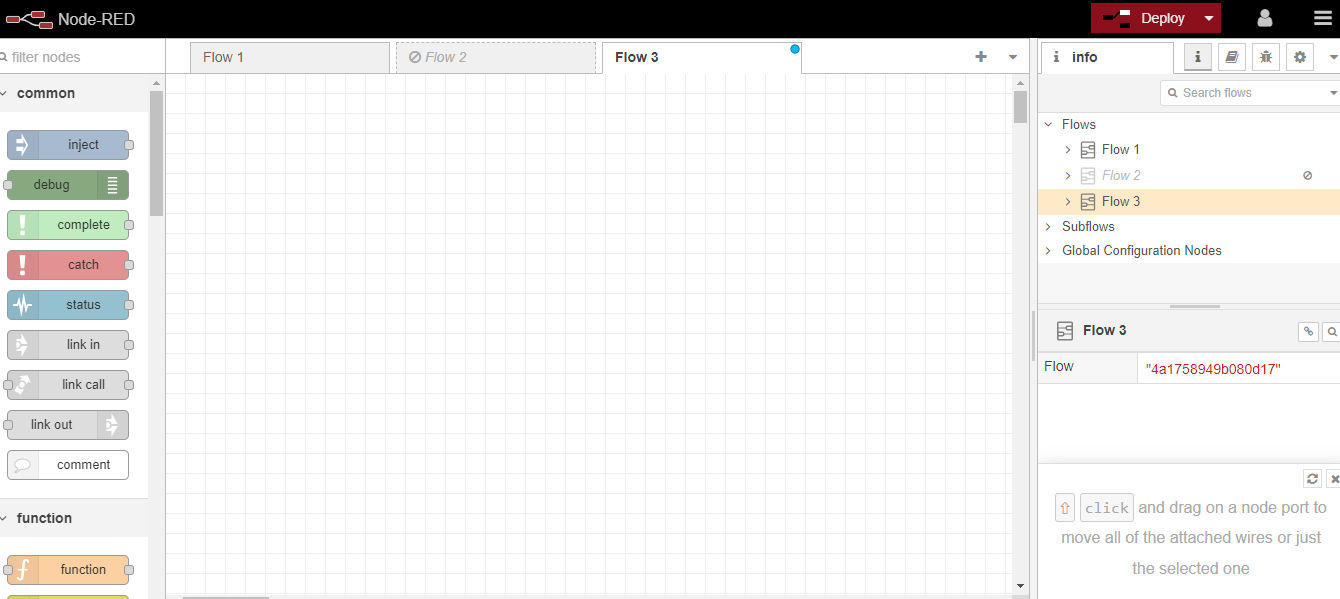 Node-RED
Deploy
filter nodes
Flow 1
Flow 2
Flow 3
info
i
Search flows
common
inject
debug
complete
catch
status
link in
link call
link out
comment
function
function
Flows
Flow 1
Flow 2
Flow 3
Subflows
Global Configuration Nodes
Flow 3
Flow
"4a1758949b080d17"
⇧ click and drag on a node port to
move all of the attached wires or just
the selected one